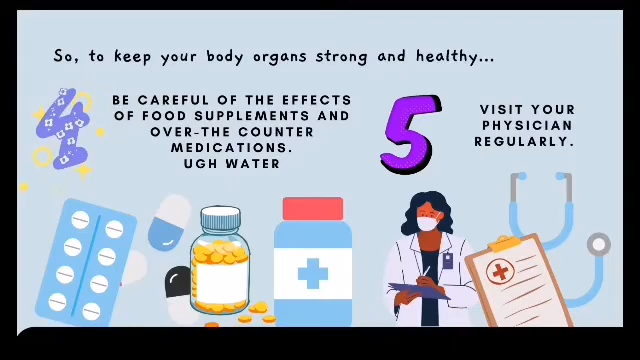 So, to keep your body organs strong and healthy...
4
BE CAREFUL OF THE EFFECTS
OF FOOD SUPPLEMENTS AND
OVER-THE COUNTER
MEDICATIONS.
UGH WATER
5
VISIT YOUR
PHYSICIAN
REGULARLY.